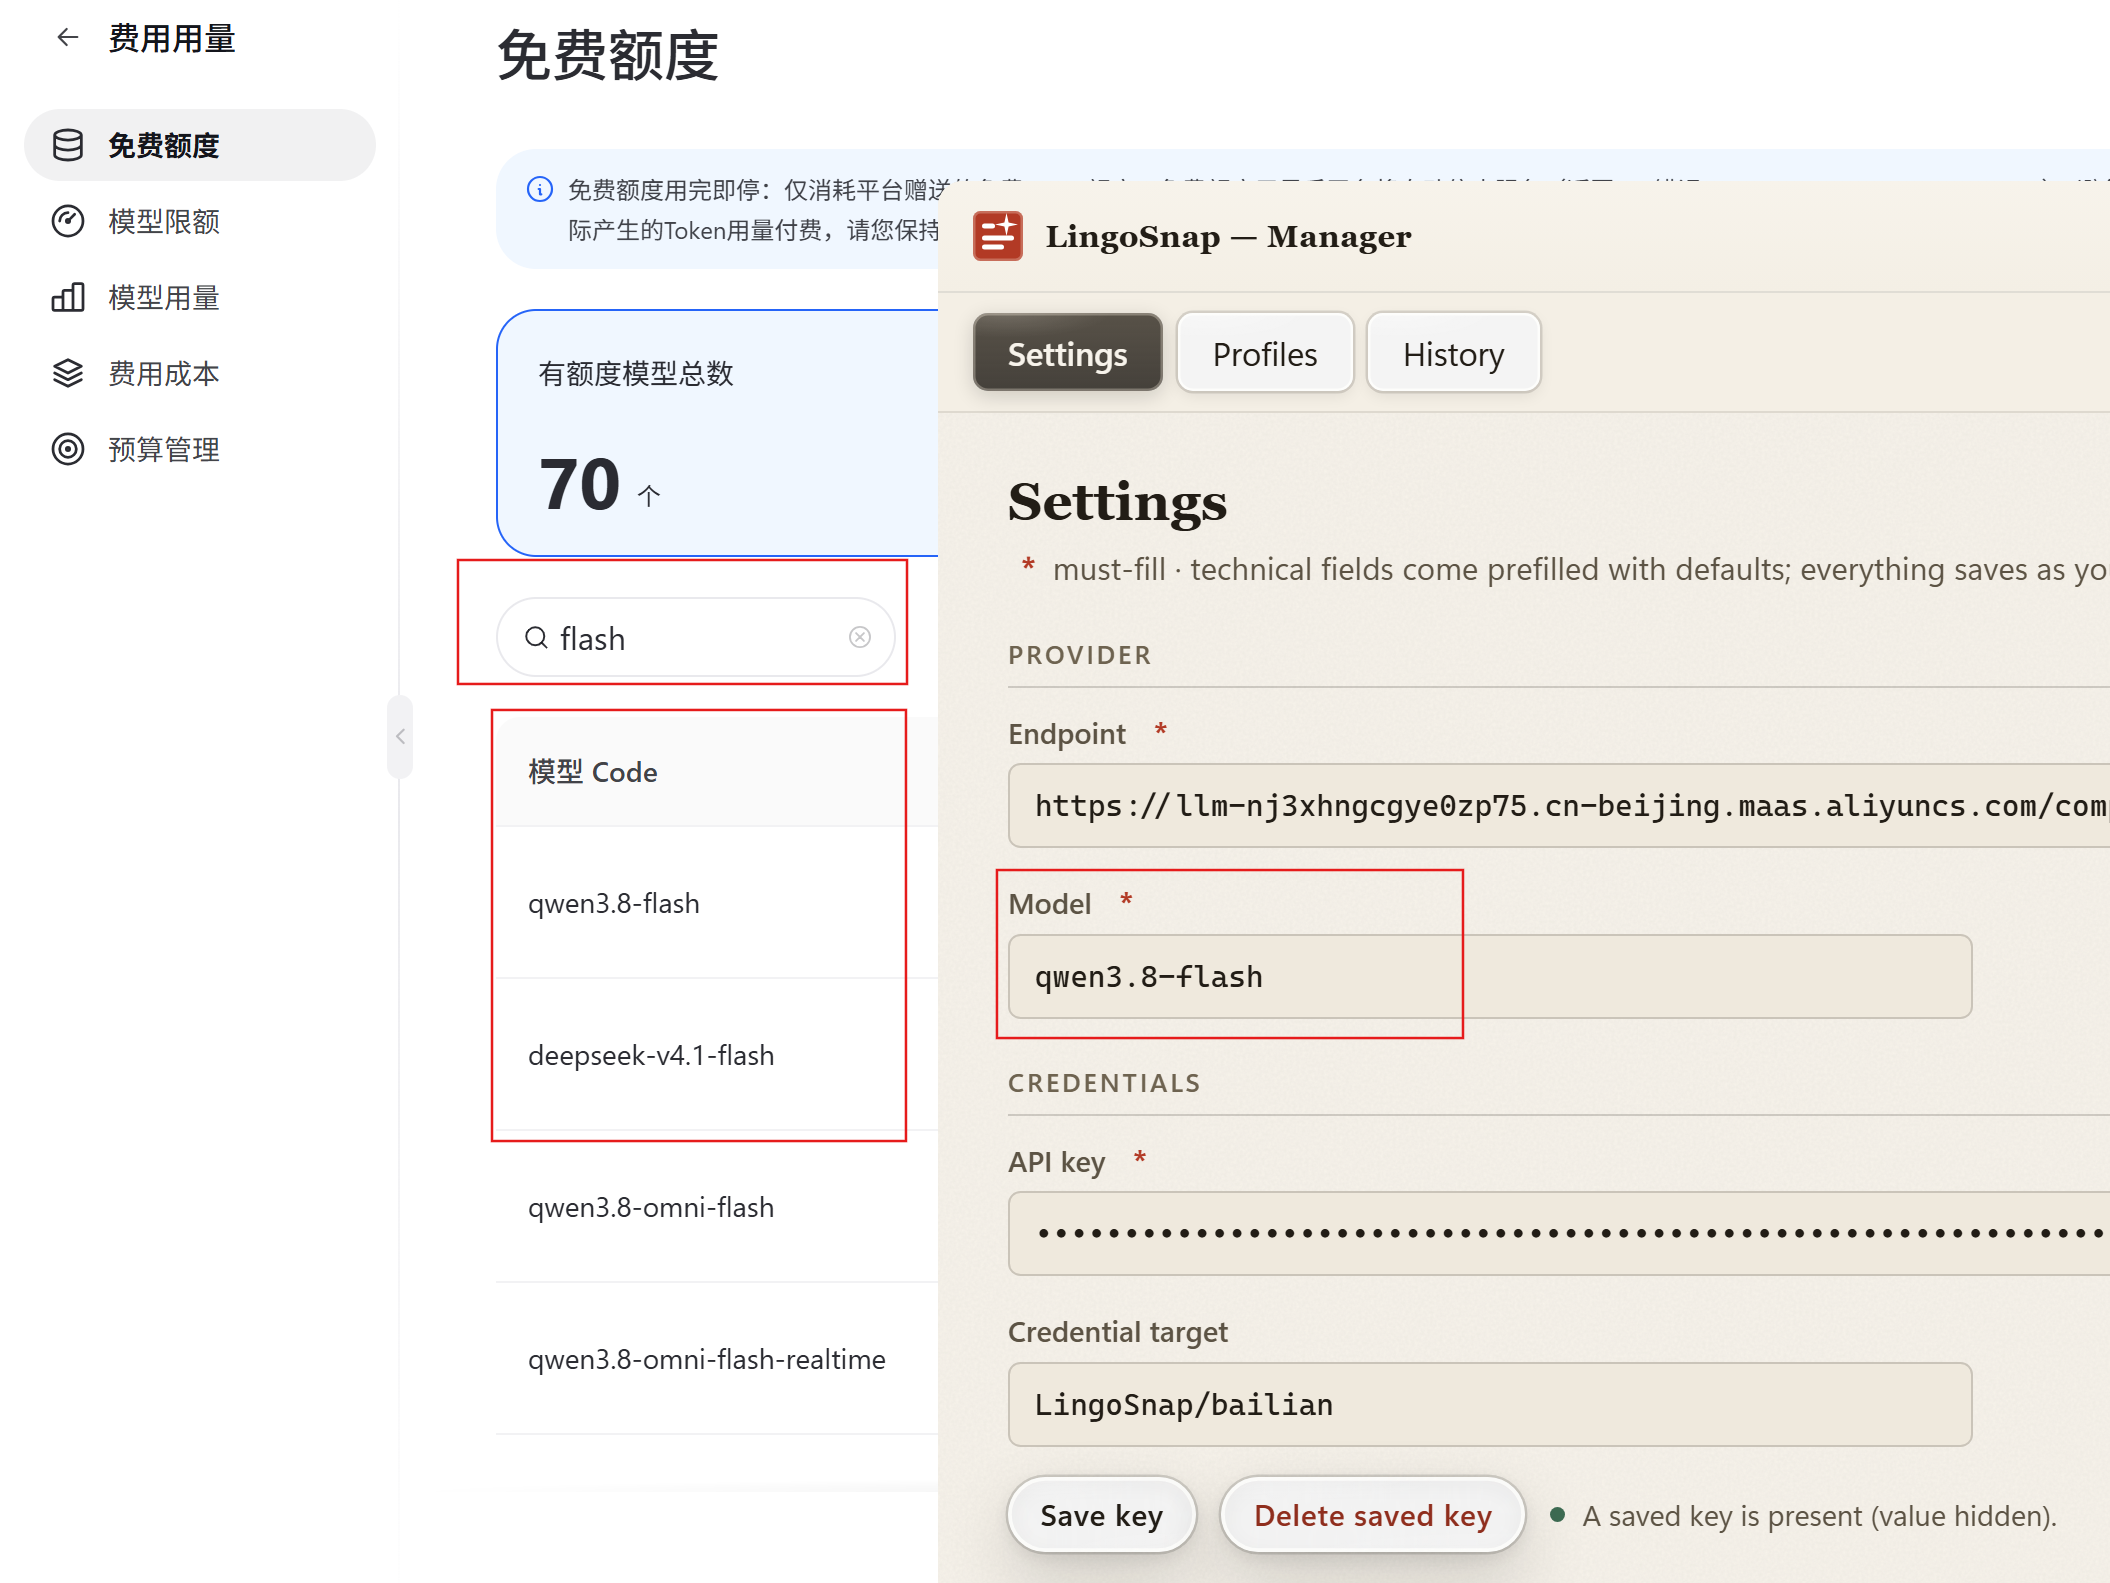 费用用量
免费额度
模型限额
模型用量
费用成本
预算管理
免费额度
免费额度用完即停：仅消耗平台赠送
际产生的Token用量付费，请您保持
有额度模型总数
70 个
flash
模型 Code
qwen3.8-flash
deepseek-v4.1-flash
qwen3.8-omni-flash
qwen3.8-omni-flash-realtime
LingoSnap — Manager
Settings
Profiles
History
Settings
* must-fill · technical fields come prefilled with defaults; everything saves as yo
PROVIDER
Endpoint *
https://llm-nj3xhngcgye0zp75.cn-beijing.maas.aliyuncs.com/com
Model *
qwen3.8-flash
CREDENTIALS
API key *
Credential target
LingoSnap/bailian
Save key
Delete saved key
A saved key is present (value hidden).